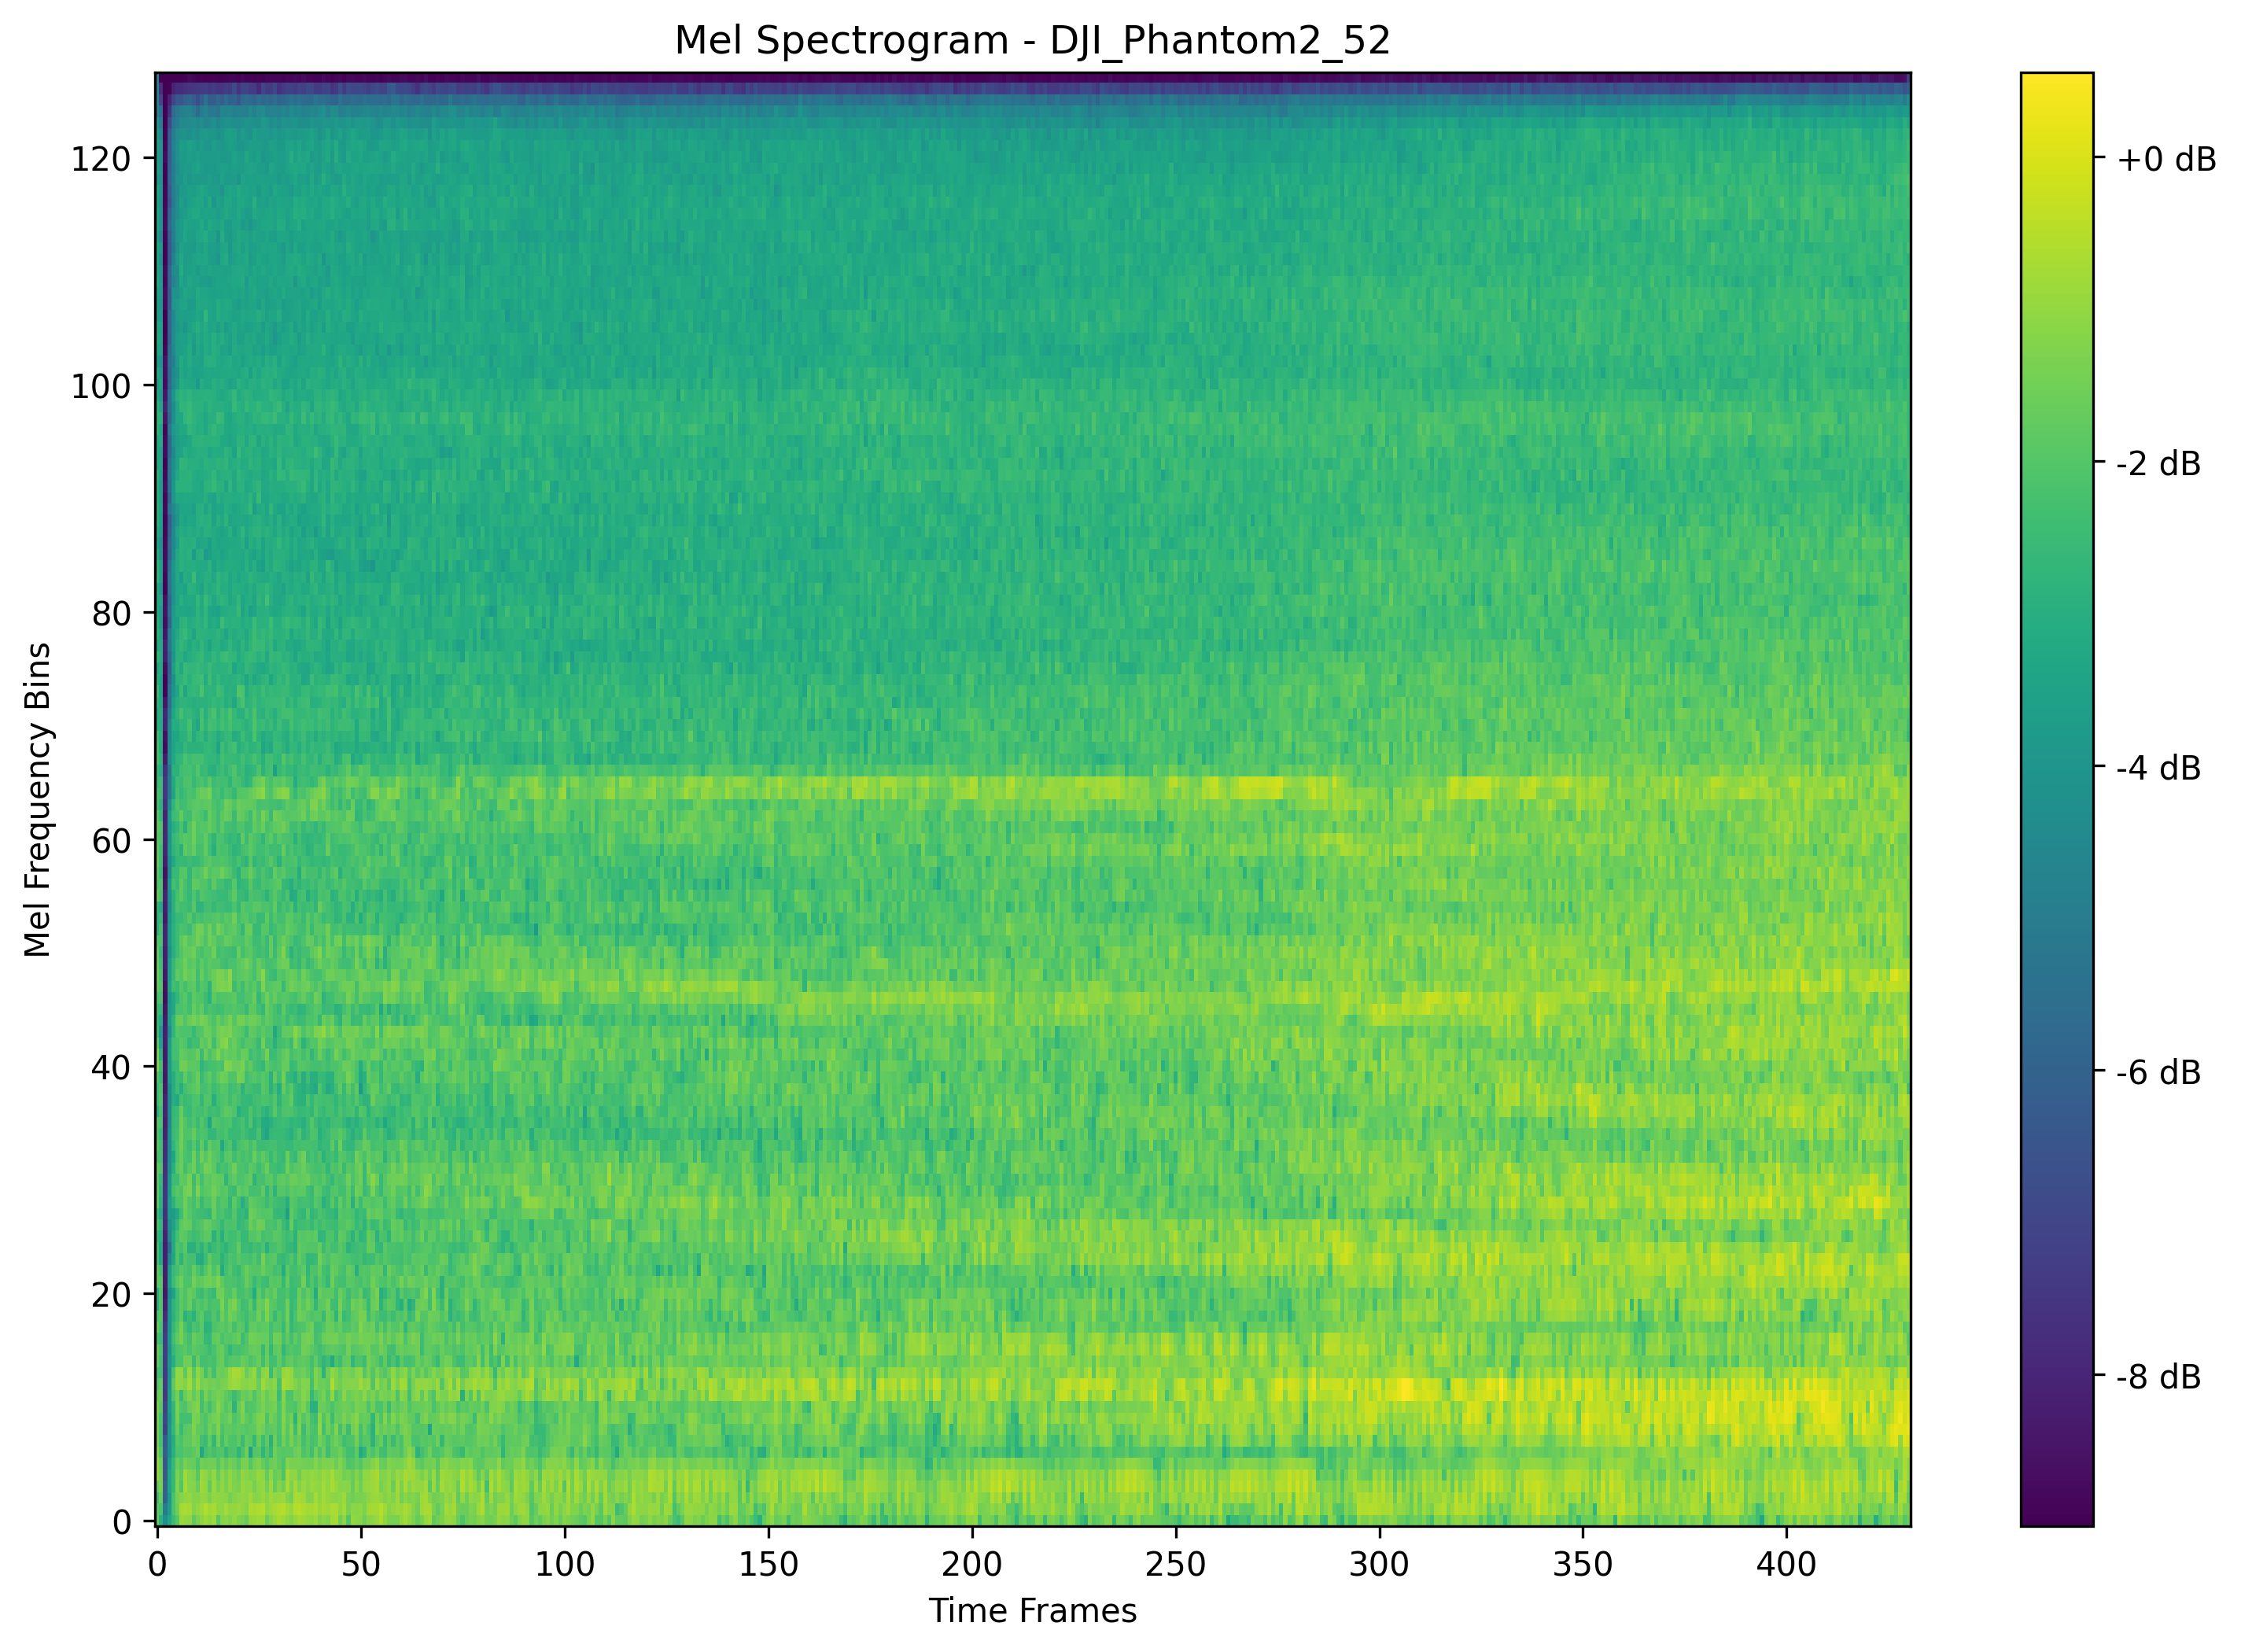 Mel Spectrogram - DJI_Phantom2_52
Mel Frequency Bins
120
100
80
60
40
20
0
0 50 100 150 200 250 300 350 400
Time Frames
+0 dB
-2 dB
-4 dB
-6 dB
-8 dB